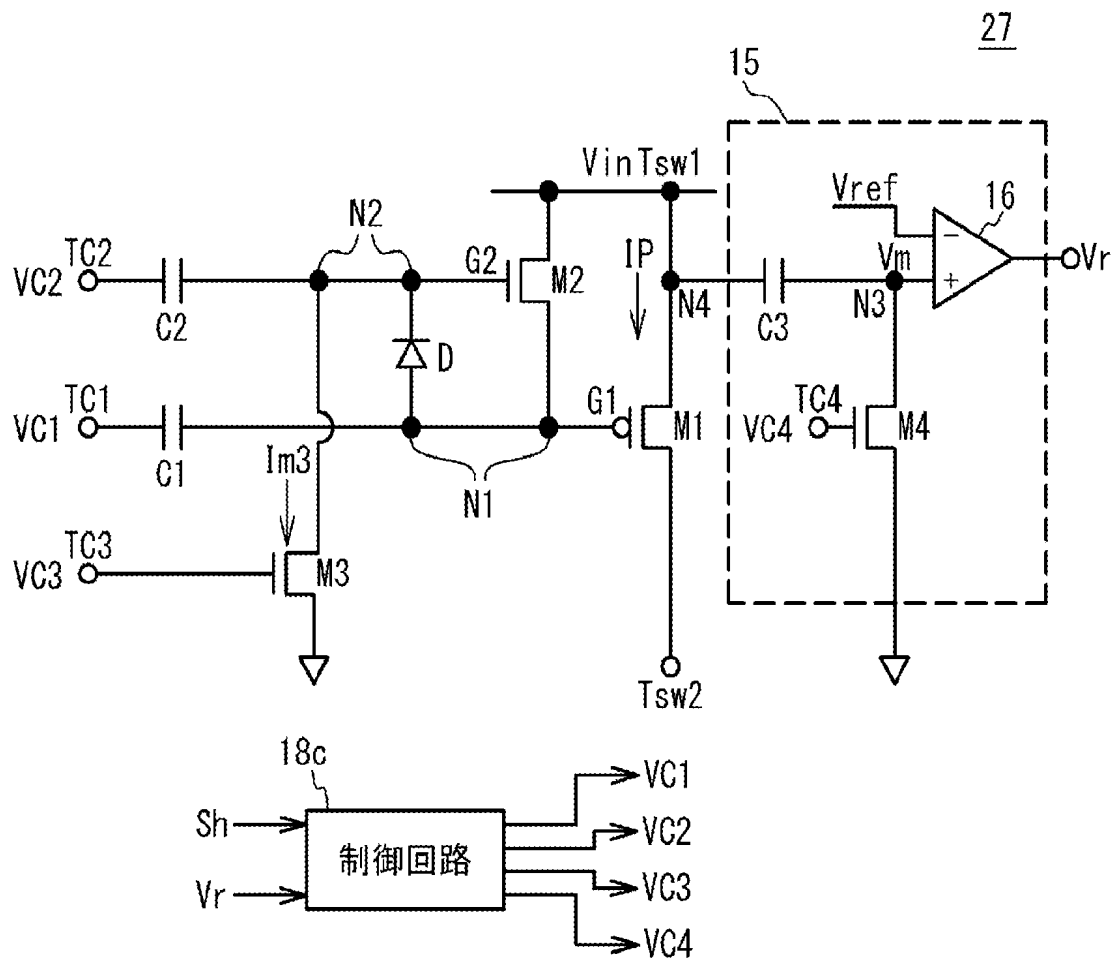 27
15
Vin Tsw1
Vref
16
N2
TC2
VC2
C2
G2
M2
IP
N4
C3
Vm
N3
Vr
D
TC1
VC1
C1
G1
M1
TC4
VC4
M4
Im3
N1
TC3
VC3
M3
Tsw2
18c
Sh
Vr
制御回路
VC1
VC2
VC3
VC4